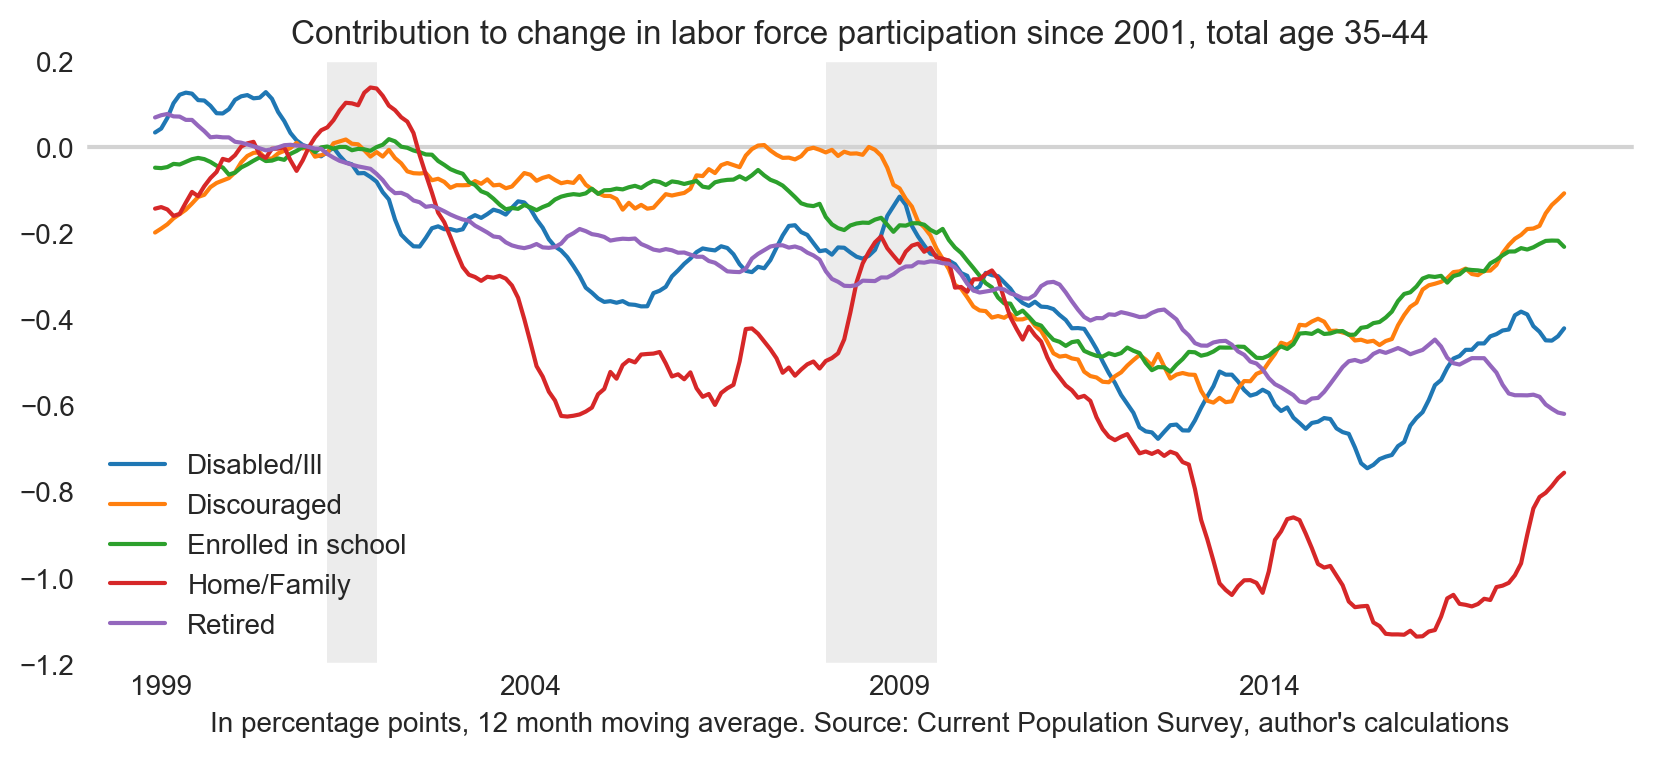 Contribution to change in labor force participation since 2001, total age 35-44
0.2
0.0
−0.2
−0.4
−0.6
−0.8
−1.0
−1.2
Disabled/Ill
Discouraged
Enrolled in school
Home/Family
Retired
1999 2004 2009 2014
In percentage points, 12 month moving average. Source: Current Population Survey, author's calculations